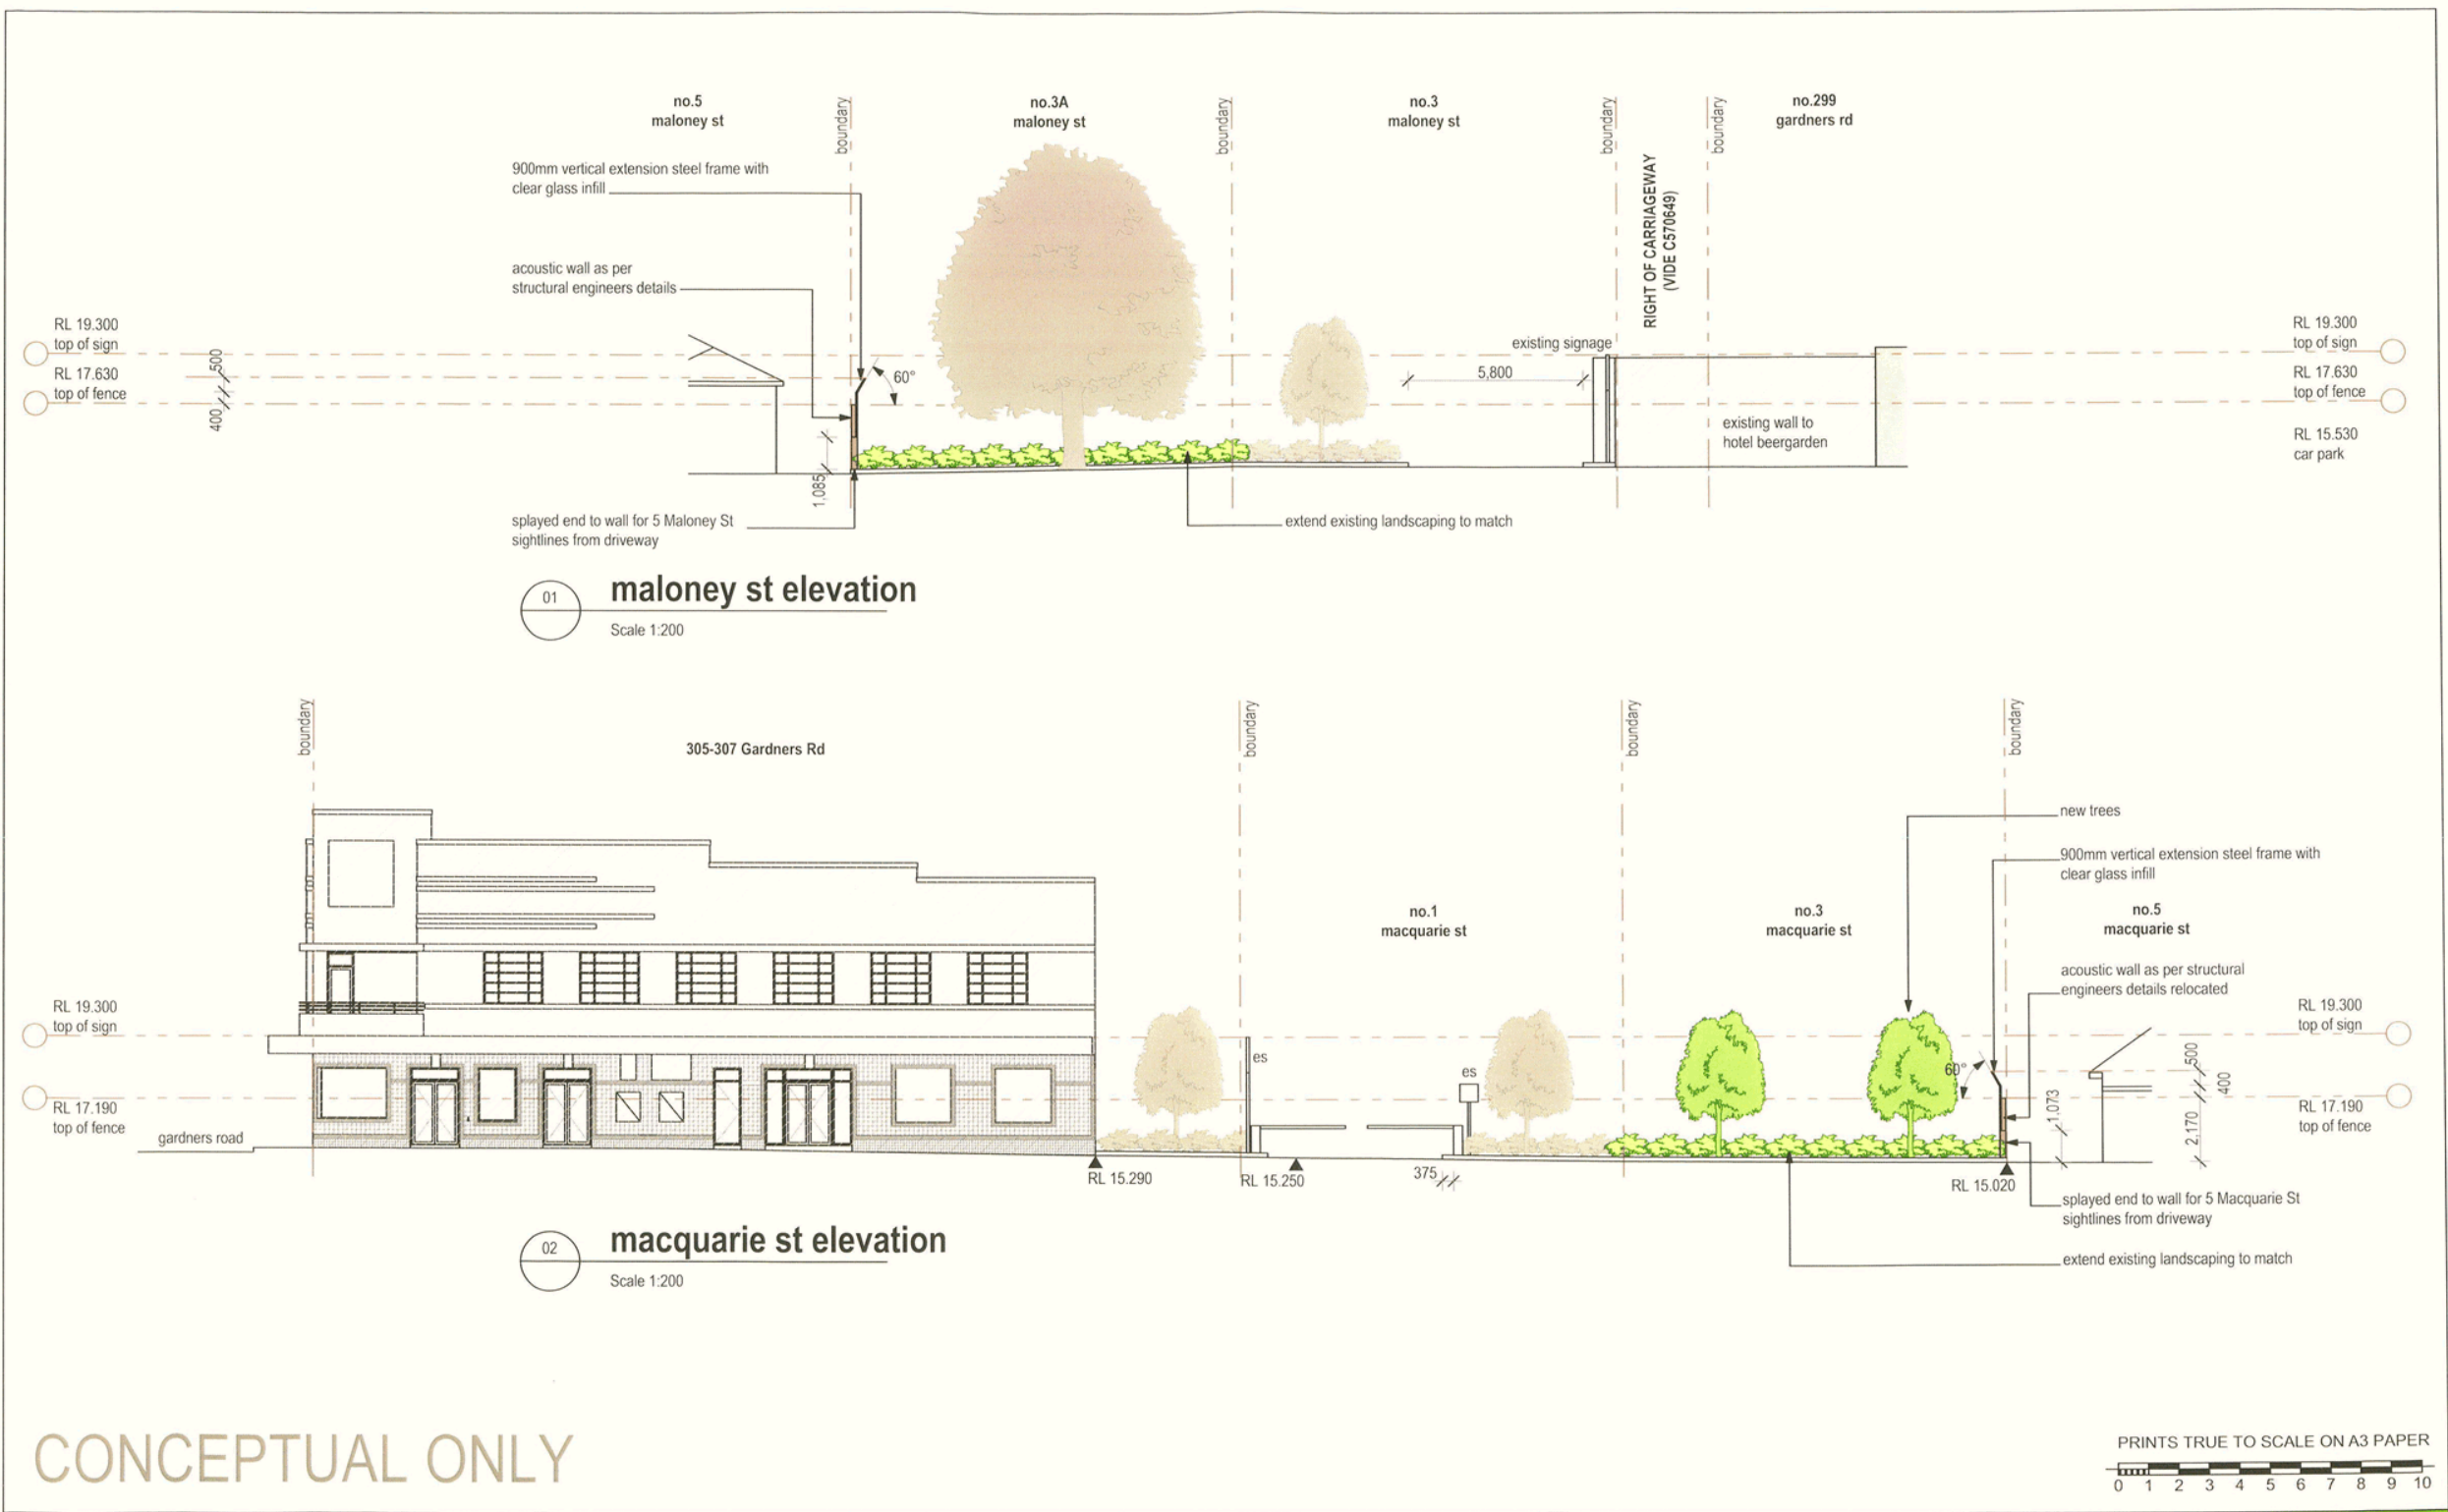 no.5
maloney st
boundary
no.3A
maloney st
boundary
no.3
maloney st
boundary
boundary
no.299
gardners rd
RIGHT OF CARRIAGEWAY
(VIDE C570649)
900mm vertical extension steel frame with
clear glass infill
acoustic wall as per
structural engineers details
RL 19.300
top of sign
RL 17.630
top of fence
500
400
60°
existing signage
5,800
existing wall to
hotel beergarden
RL 19.300
top of sign
RL 17.630
top of fence
RL 15.530
car park
1,085
splayed end to wall for 5 Maloney St
sightlines from driveway
extend existing landscaping to match
01
maloney st elevation
Scale 1:200
boundary
305-307 Gardners Rd
boundary
boundary
boundary
new trees
900mm vertical extension steel frame with
clear glass infill
no.1
macquarie st
no.3
macquarie st
no.5
macquarie st
acoustic wall as per structural
engineers details relocated
RL 19.300
top of sign
RL 17.190
top of fence
gardners road
es
es
60°
1,073
500
400
2,170
RL 19.300
top of sign
RL 17.190
top of fence
RL 15.290
RL 15.250
375
RL 15.020
splayed end to wall for 5 Macquarie St
sightlines from driveway
extend existing landscaping to match
02
macquarie st elevation
Scale 1:200
CONCEPTUAL ONLY
PRINTS TRUE TO SCALE ON A3 PAPER
0 1 2 3 4 5 6 7 8 9 10